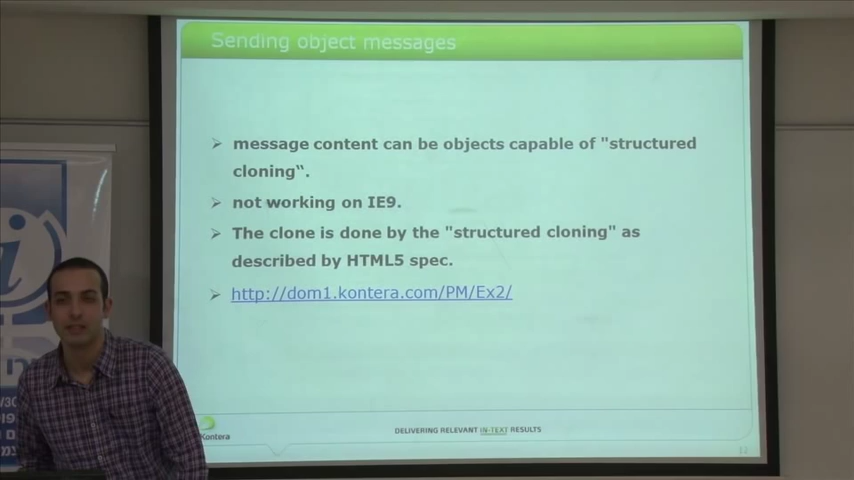 Sending object messages
➢ message content can be objects capable of "structured
cloning“.
➢ not working on IE9.
➢ The clone is done by the "structured cloning" as
described by HTML5 spec.
➢ http://dom1.kontera.com/PM/Ex2/
Kontera
DELIVERING RELEVANT IN-TEXT RESULTS
12